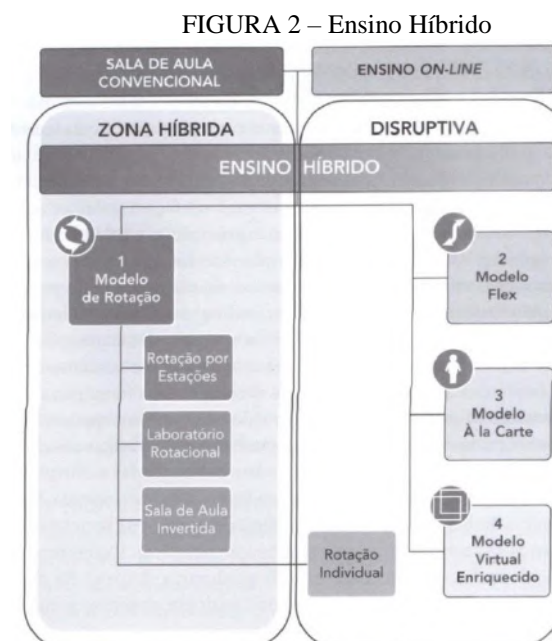 FIGURA 2 – Ensino Híbrido
SALA DE AULA
CONVENCIONAL
ENSINO ON-LINE
ZONA HÍBRIDA
DISRUPTIVA
ENSINO HÍBRIDO
1
Modelo
de Rotação
Rotação por
Estações
Laboratório
Rotacional
Sala de Aula
Invertida
Rotação
Individual
2
Modelo
Flex
3
Modelo
À la Carte
4
Modelo
Virtual
Enriquecido